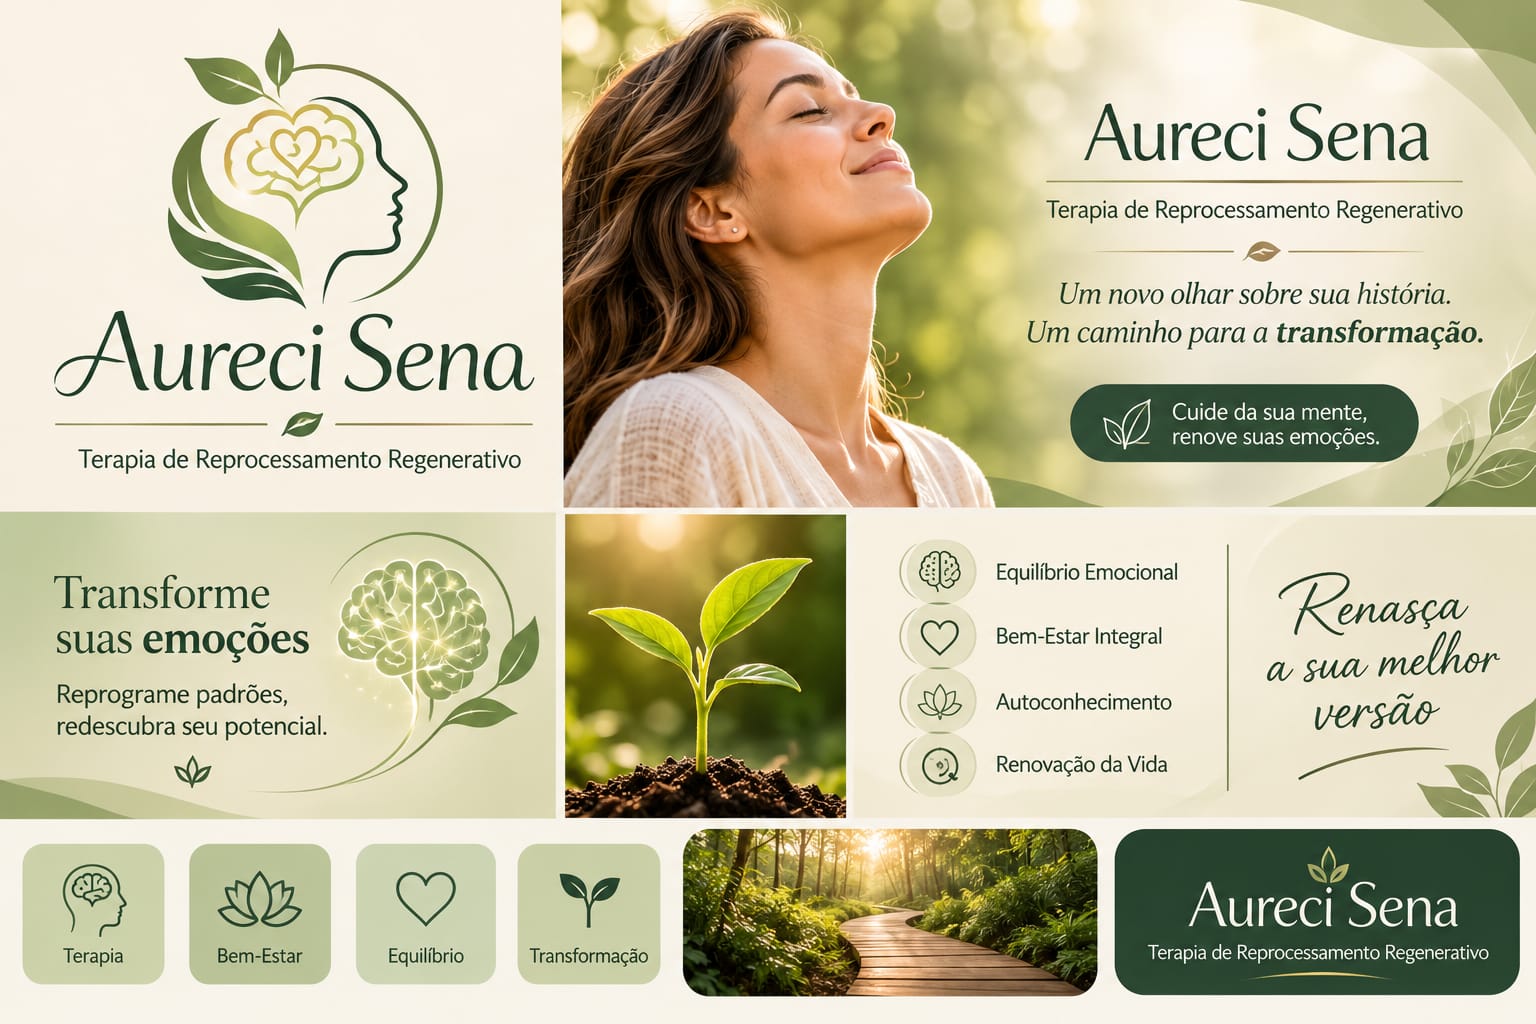 Aureci Sena
Terapia de Reprocessamento Regenerativo
Aureci Sena
Terapia de Reprocessamento Regenerativo
Um novo olhar sobre sua história.
Um caminho para a transformação.
Cuide da sua mente,
renove suas emoções.
Transforme
suas emoções
Reprograme padrões,
redescubra seu potencial.
Equilíbrio Emocional
Bem-Estar Integral
Autoconhecimento
Renovação da Vida
Renasça
a sua melhor
versão
Terapia
Bem-Estar
Equilíbrio
Transformação
Aureci Sena
Terapia de Reprocessamento Regenerativo